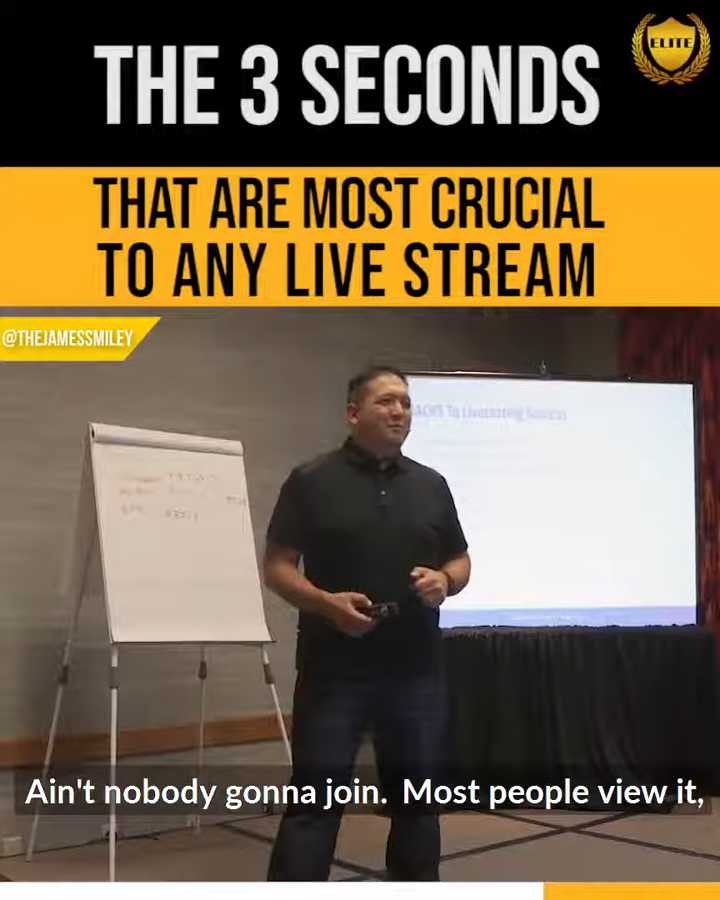 THE 3 SECONDS
ELITE
THAT ARE MOST CRUCIAL
TO ANY LIVE STREAM
@THEJAMESSMILEY
Ain't nobody gonna join. Most people view it,